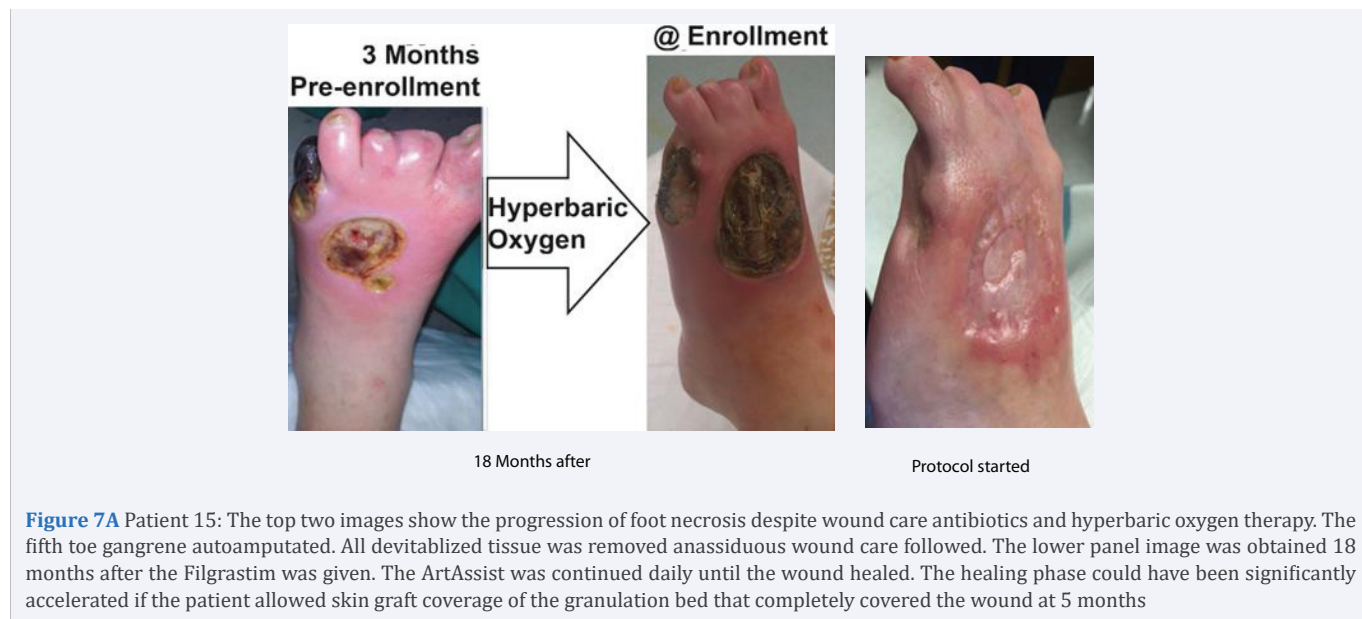 3 Months
Pre-enrollment
@ Enrollment
Hyperbaric
Oxygen
18 Months after
Protocol started
Figure 7A Patient 15: The top two images show the progression of foot necrosis despite wound care antibiotics and hyperbaric oxygen therapy. The
fifth toe gangrene autoamputated. All devitablized tissue was removed anassiduous wound care followed. The lower panel image was obtained 18
months after the Filgrastim was given. The ArtAssist was continued daily until the wound healed. The healing phase could have been significantly
accelerated if the patient allowed skin graft coverage of the granulation bed that completely covered the wound at 5 months